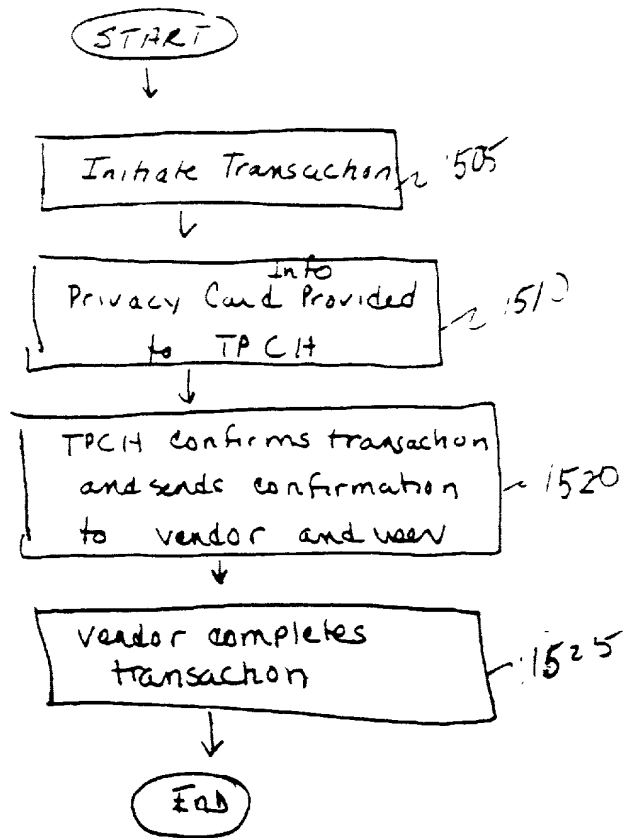 START
Initiate Transaction 1505
Info
Privacy Card Provided
to TPCH 1510
TPCH confirms transaction
and sends confirmation 1520
to vendor and user
vendor completes
transaction 1525
END